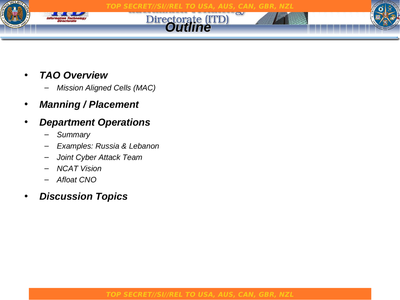 TOP SECRET//SI//REL TO USA, AUS, CAN, GBR, NZL
ITD
Information Technology
Directorate
Directorate (ITD)
Outline
• TAO Overview
– Mission Aligned Cells (MAC)
• Manning / Placement
• Department Operations
– Summary
– Examples: Russia & Lebanon
– Joint Cyber Attack Team
– NCAT Vision
– Afloat CNO
• Discussion Topics
TOP SECRET//SI//REL TO USA, AUS, CAN, GBR, NZL